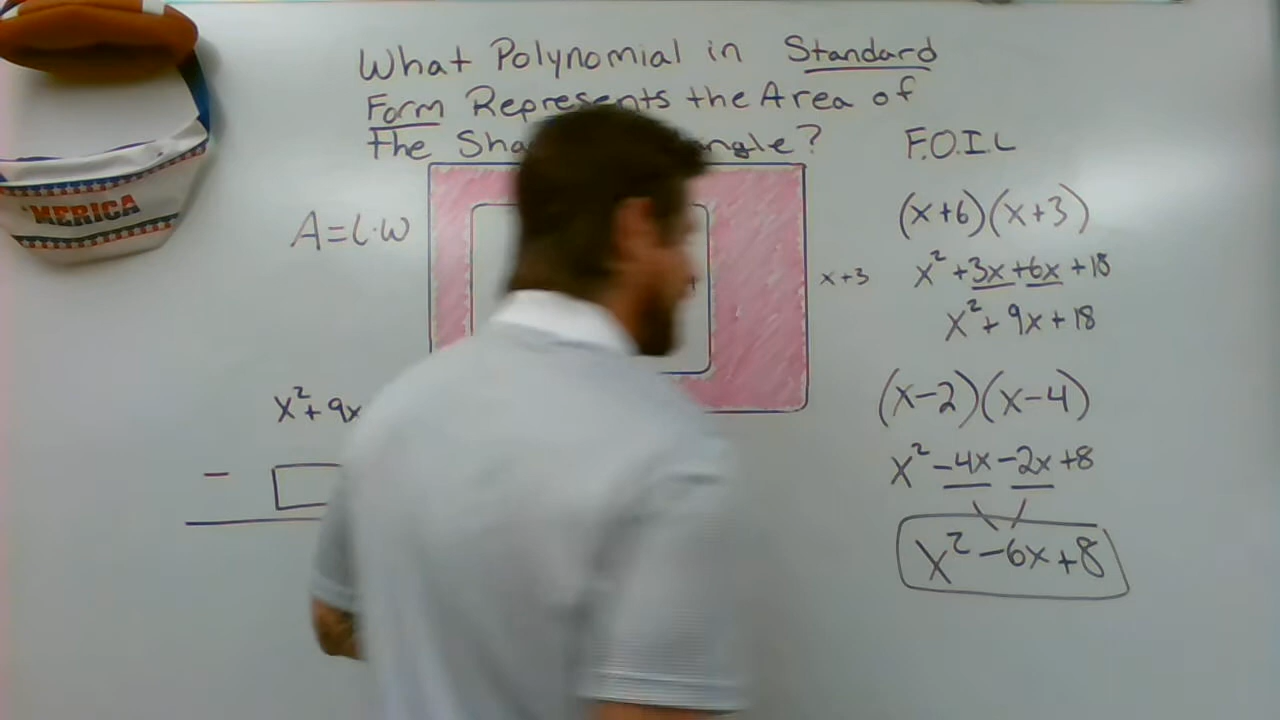 What Polynomial in Standard
Form Represents the Area of
the Sha ngle?
F.O.I.L
'MERICA
A=l·w
(x+6)(x+3)
x+3
x²+3x+6x+18
x²+9x+18
x²+9x
(x-2)(x-4)
x²-4x-2x+8
-
x²-6x+8